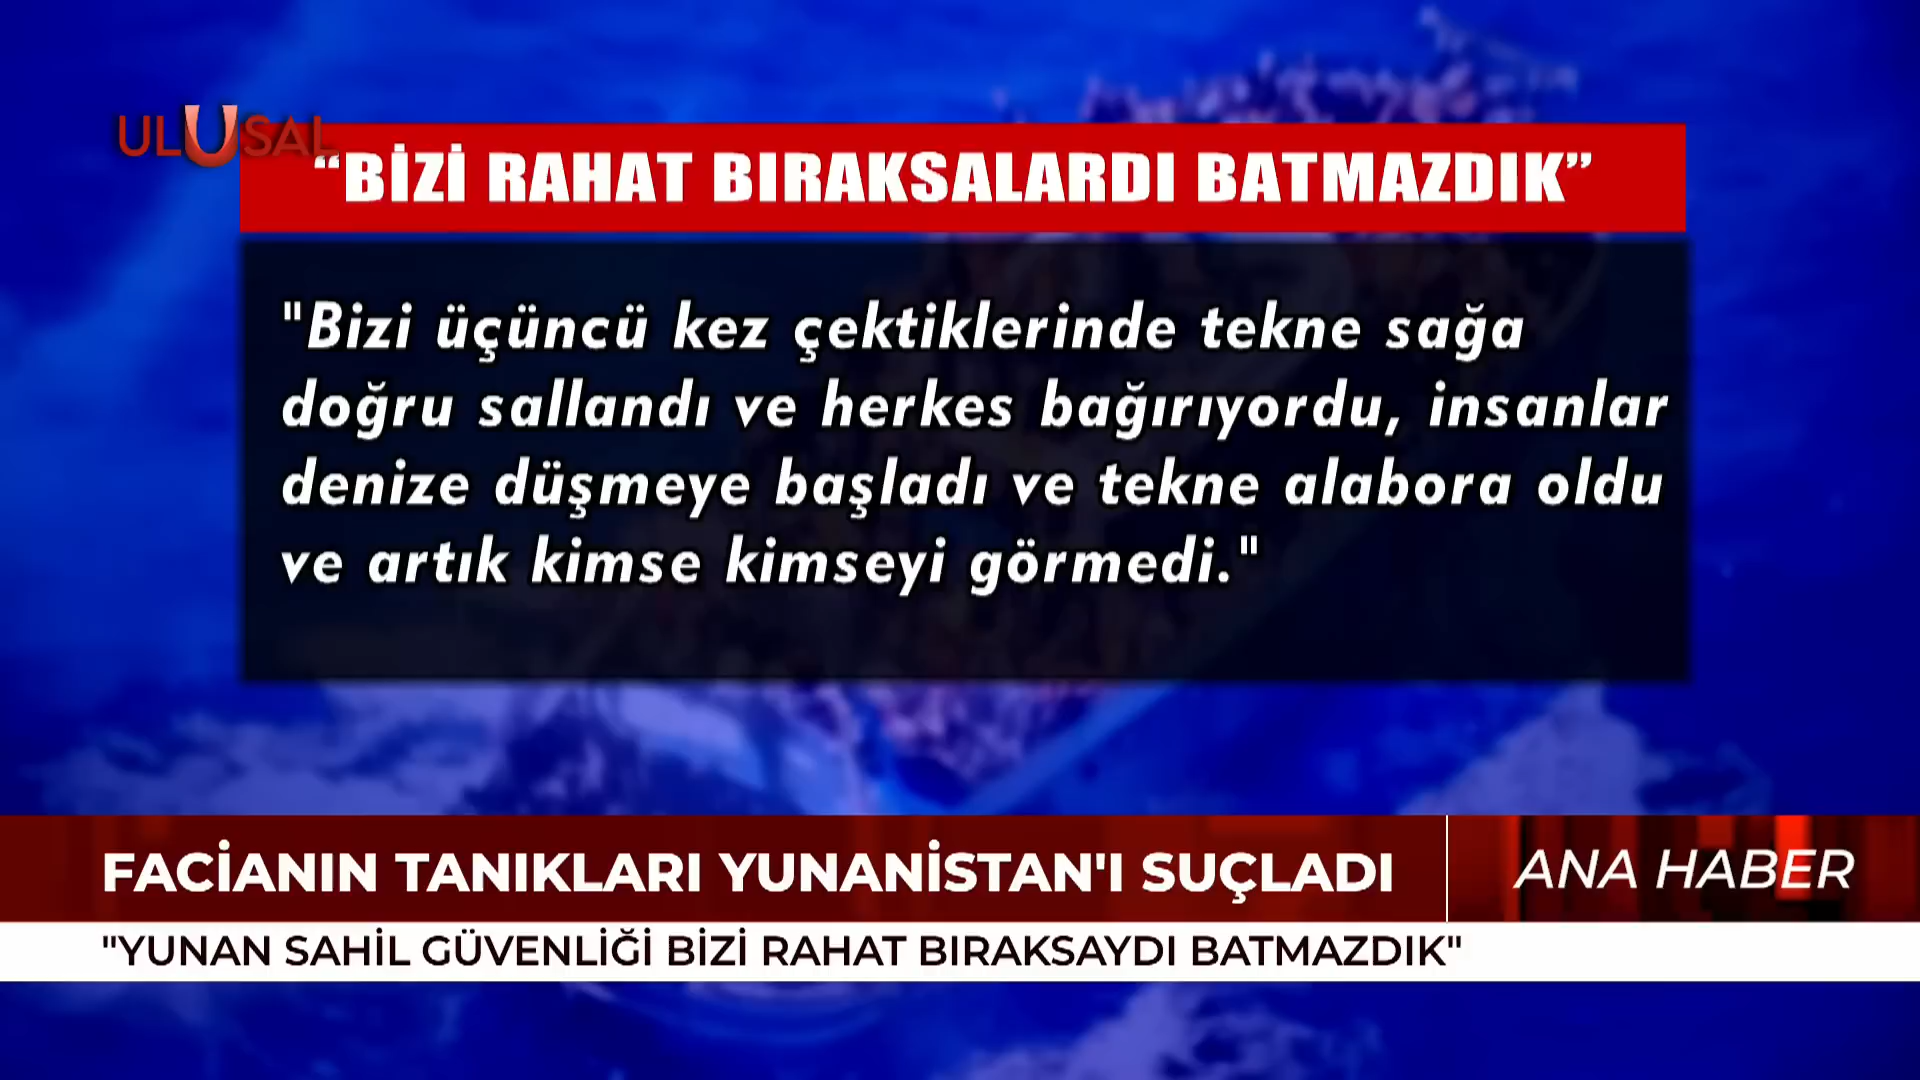 ULUSAL
“BİZİ RAHAT BIRAKSALARDI BATMAZDIK”
"Bizi üçüncü kez çektiklerinde tekne sağa
doğru sallandı ve herkes bağırıyordu, insanlar
denize düşmeye başladı ve tekne alabora oldu
ve artık kimse kimseyi görmedi."
FACİANIN TANIKLARI YUNANİSTAN'I SUÇLADI
ANA HABER
"YUNAN SAHİL GÜVENLİĞİ BİZİ RAHAT BIRAKSAYDI BATMAZDIK"